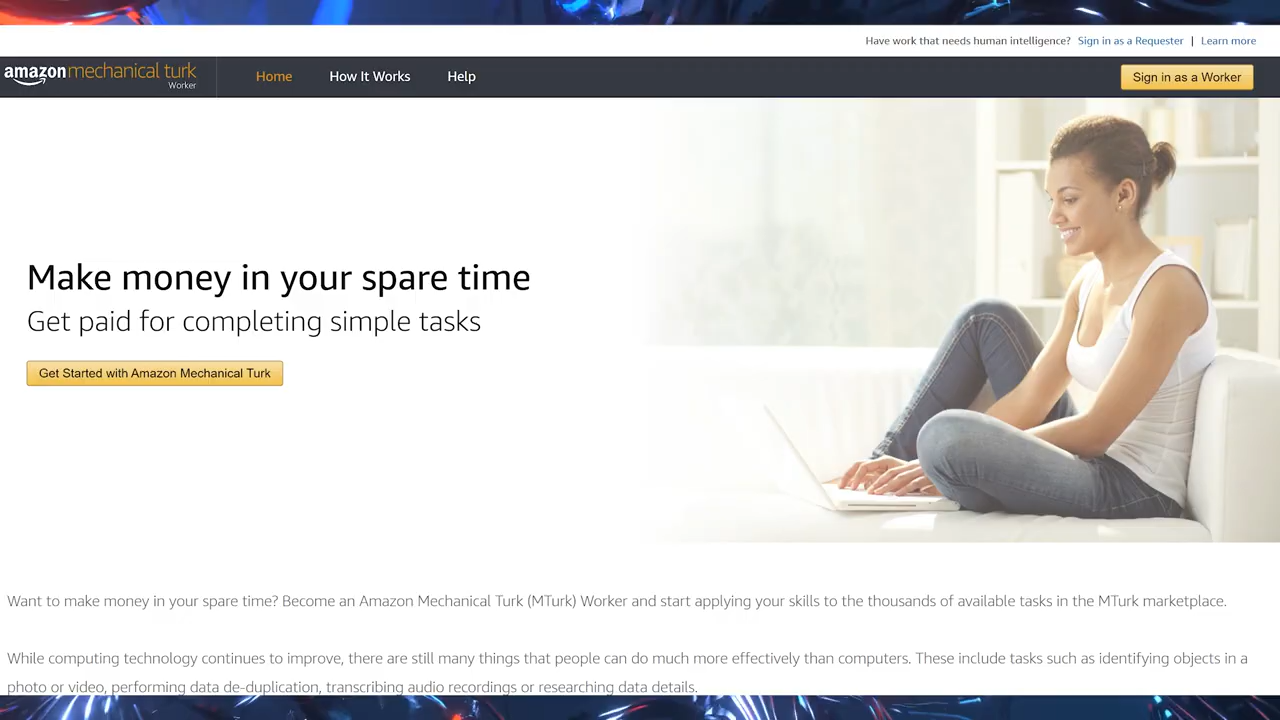 Have work that needs human intelligence? Sign in as a Requester | Learn more
amazon mechanical turk
Worker
Home How It Works Help
Sign in as a Worker
Make money in your spare time
Get paid for completing simple tasks
Get Started with Amazon Mechanical Turk
Want to make money in your spare time? Become an Amazon Mechanical Turk (MTurk) Worker and start applying your skills to the thousands of available tasks in the MTurk marketplace.
While computing technology continues to improve, there are still many things that people can do much more effectively than computers. These include tasks such as identifying objects in a
photo or video, performing data de-duplication, transcribing audio recordings or researching data details.